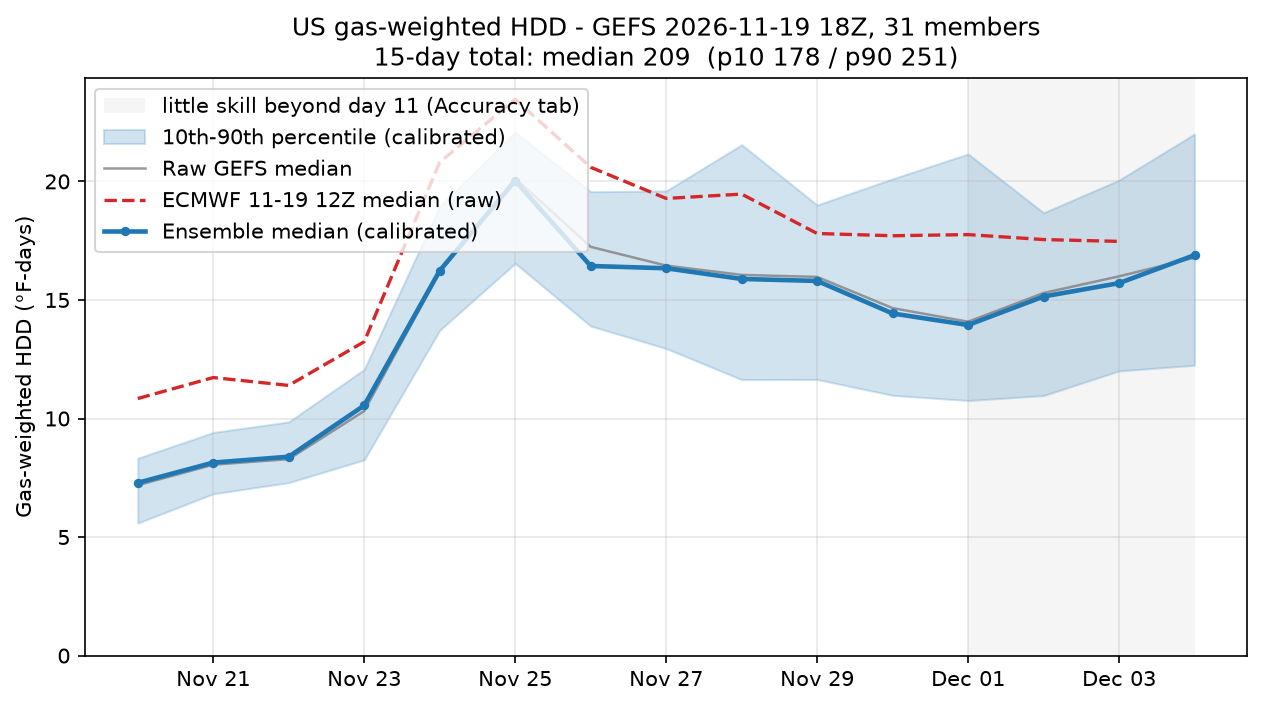 US gas-weighted HDD - GEFS 2026-11-19 18Z, 31 members
15-day total: median 209  (p10 178 / p90 251)
little skill beyond day 11 (Accuracy tab)
10th-90th percentile (calibrated)
Raw GEFS median
ECMWF 11-19 12Z median (raw)
Ensemble median (calibrated)
Gas-weighted HDD (°F-days)
20
15
10
5
0
Nov 21
Nov 23
Nov 25
Nov 27
Nov 29
Dec 01
Dec 03